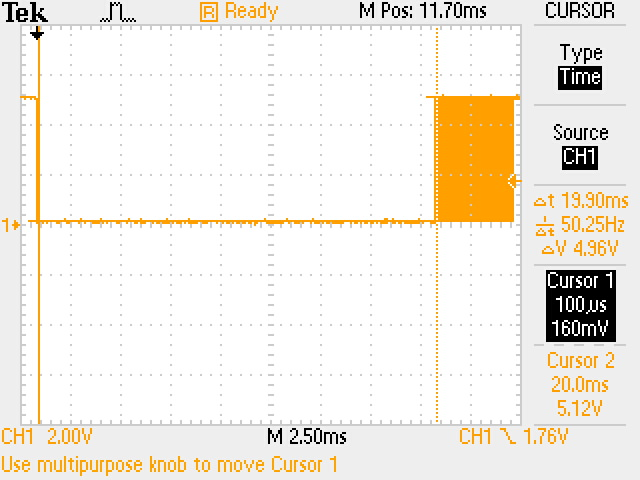 Tek R Ready M Pos: 11.70ms CURSOR
Type
Time
Source
CH1
Δt 19.90ms
1/Δt 50.25Hz
ΔV 4.96V
1
Cursor 1
100µs
160mV
Cursor 2
20.0ms
5.12V
CH1 2.00V M 2.50ms CH1 1.76V
Use multipurpose knob to move Cursor 1